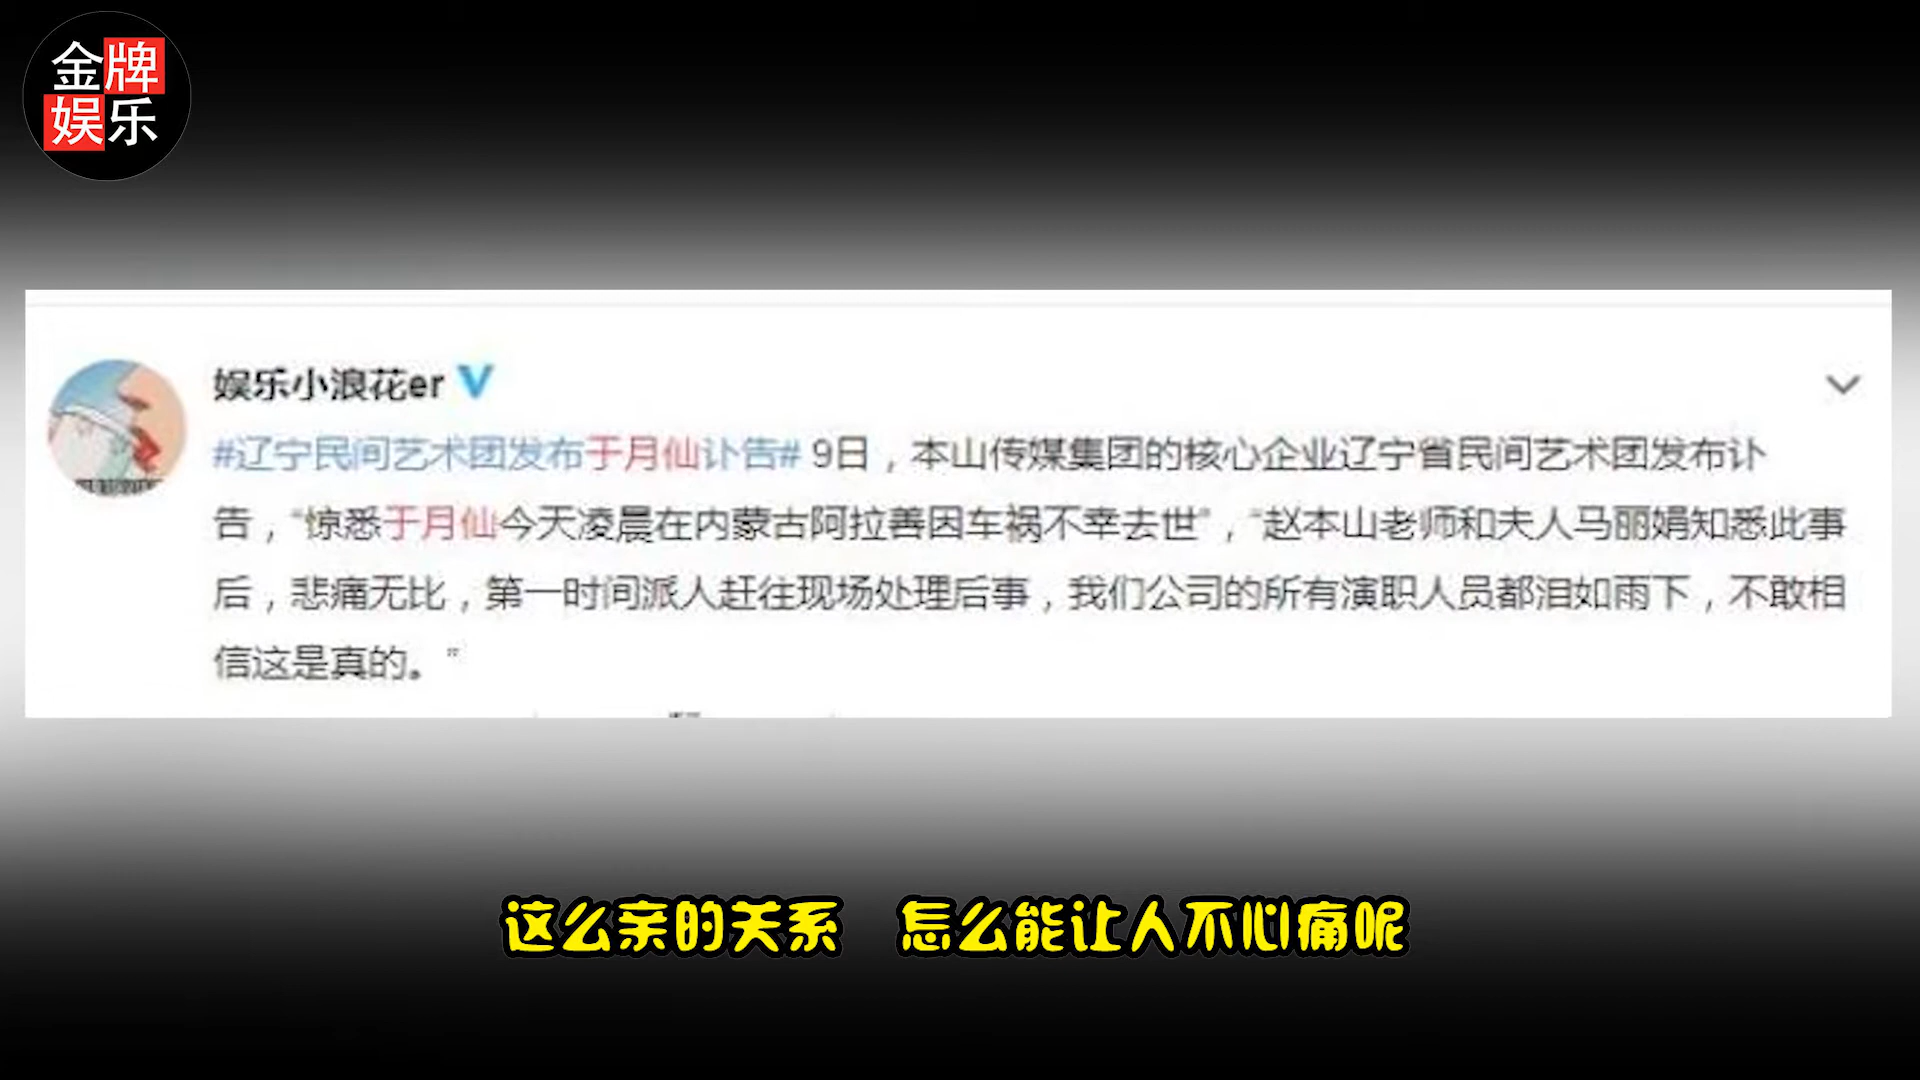 金牌
娱乐
娱乐小浪花er
#辽宁民间艺术团发布于月仙讣告# 9日，本山传媒集团的核心企业辽宁省民间艺术团发布讣
告，“惊悉于月仙今天凌晨在内蒙古阿拉善因车祸不幸去世”，“赵本山老师和夫人马丽娟知悉此事
后，悲痛无比，第一时间派人赶往现场处理后事，我们公司的所有演职人员都泪如雨下，不敢相
信这是真的。”
这么亲的关系 怎么能让人不心痛呢